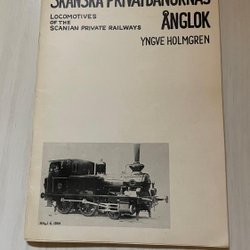 SKÅNSKA PRIVATBANORNAS
LOCOMOTIVES
OF THE
SCANIAN PRIVATE RAILWAYS
ÅNGLOK
YNGVE HOLMGREN